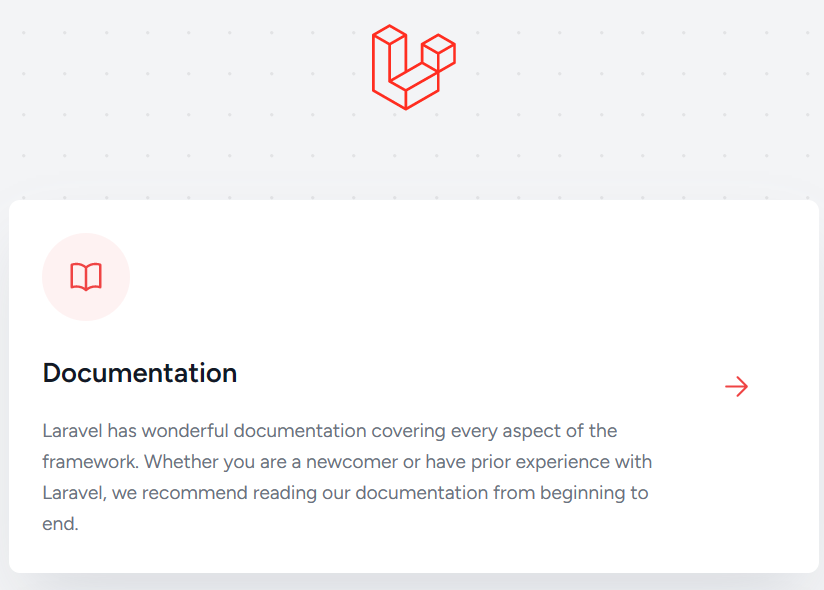 Documentation
Laravel has wonderful documentation covering every aspect of the
framework. Whether you are a newcomer or have prior experience with
Laravel, we recommend reading our documentation from beginning to
end.